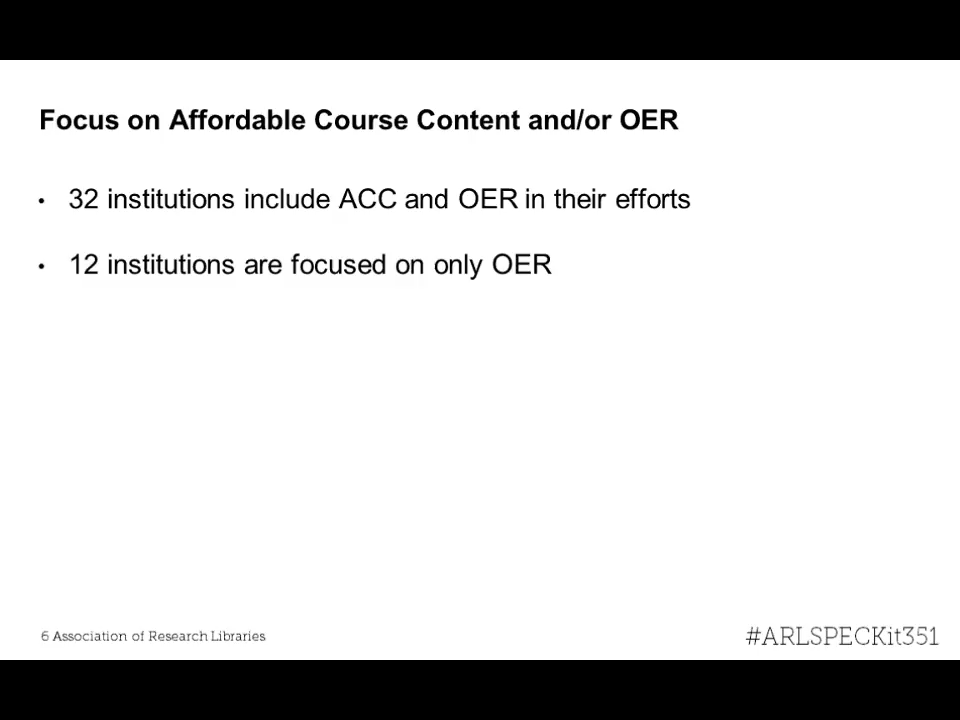 Focus on Affordable Course Content and/or OER
• 32 institutions include ACC and OER in their efforts
• 12 institutions are focused on only OER
6 Association of Research Libraries
#ARLSPECKit351